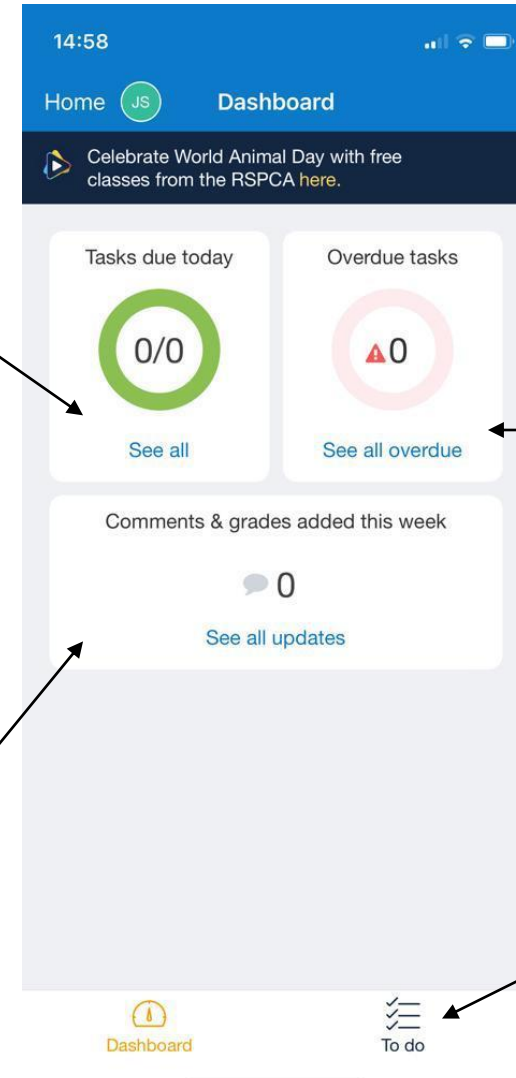 14:58
Home JS Dashboard
Celebrate World Animal Day with free
classes from the RSPCA here.
Tasks due today
0/0
See all
Overdue tasks
0
See all overdue
Comments & grades added this week
0
See all updates
Dashboard
To do